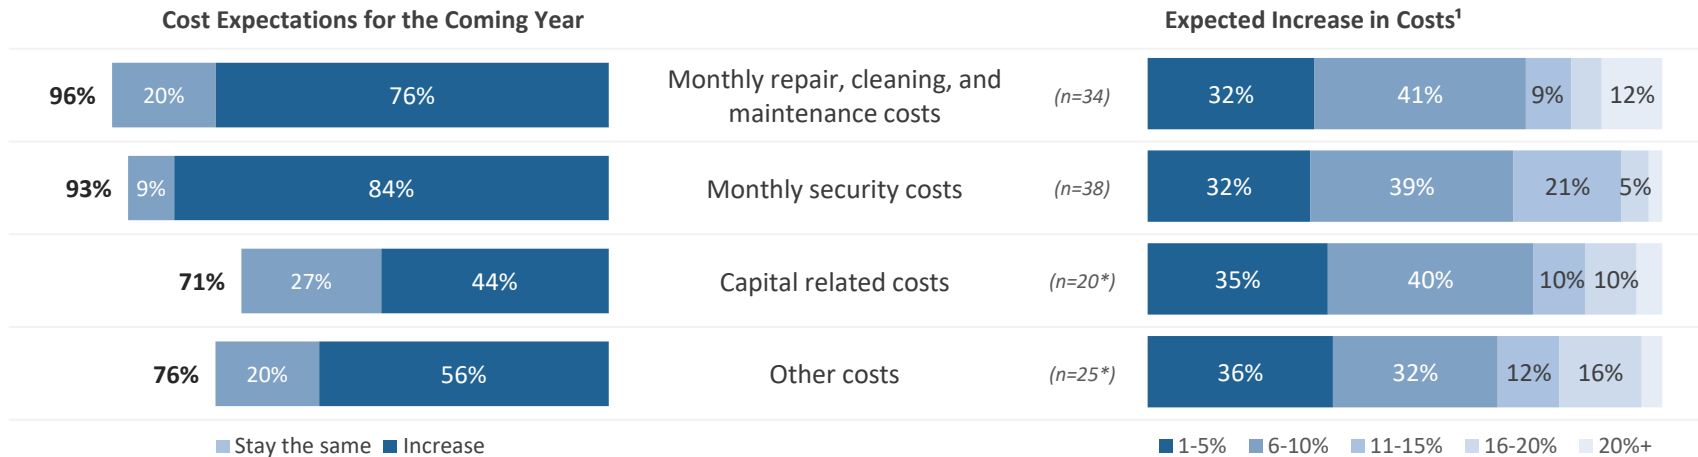 Cost Expectations for the Coming Year
Expected Increase in Costs¹
96% 20% 76% Monthly repair, cleaning, and maintenance costs (n=34) 32% 41% 9% 12%
93% 9% 84% Monthly security costs (n=38) 32% 39% 21% 5%
71% 27% 44% Capital related costs (n=20*) 35% 40% 10% 10%
76% 20% 56% Other costs (n=25*) 36% 32% 12% 16%
Stay the same Increase
1-5% 6-10% 11-15% 16-20% 20%+